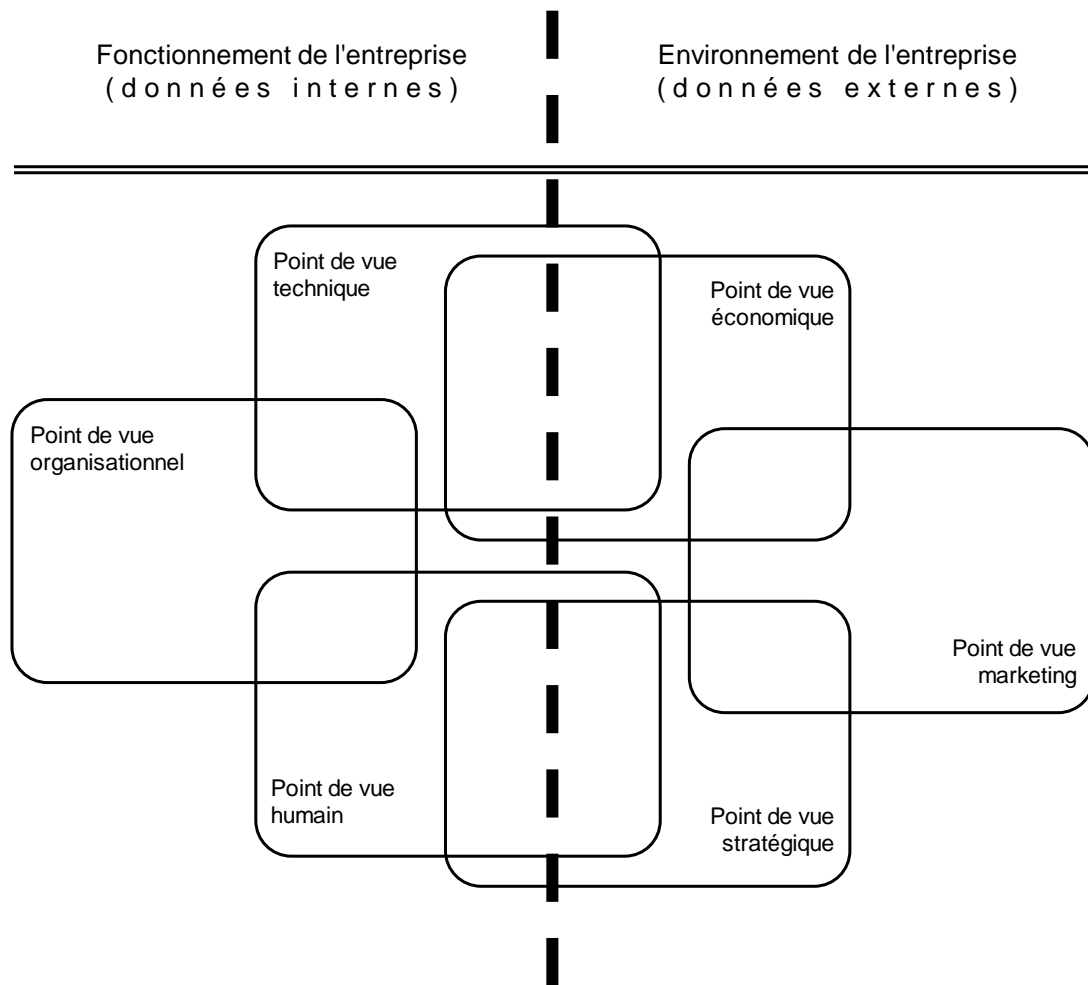 Fonctionnement de l'entreprise
(données internes)
Environnement de l'entreprise
(données externes)
Point de vue
technique
Point de vue
économique
Point de vue
organisationnel
Point de vue
marketing
Point de vue
humain
Point de vue
stratégique